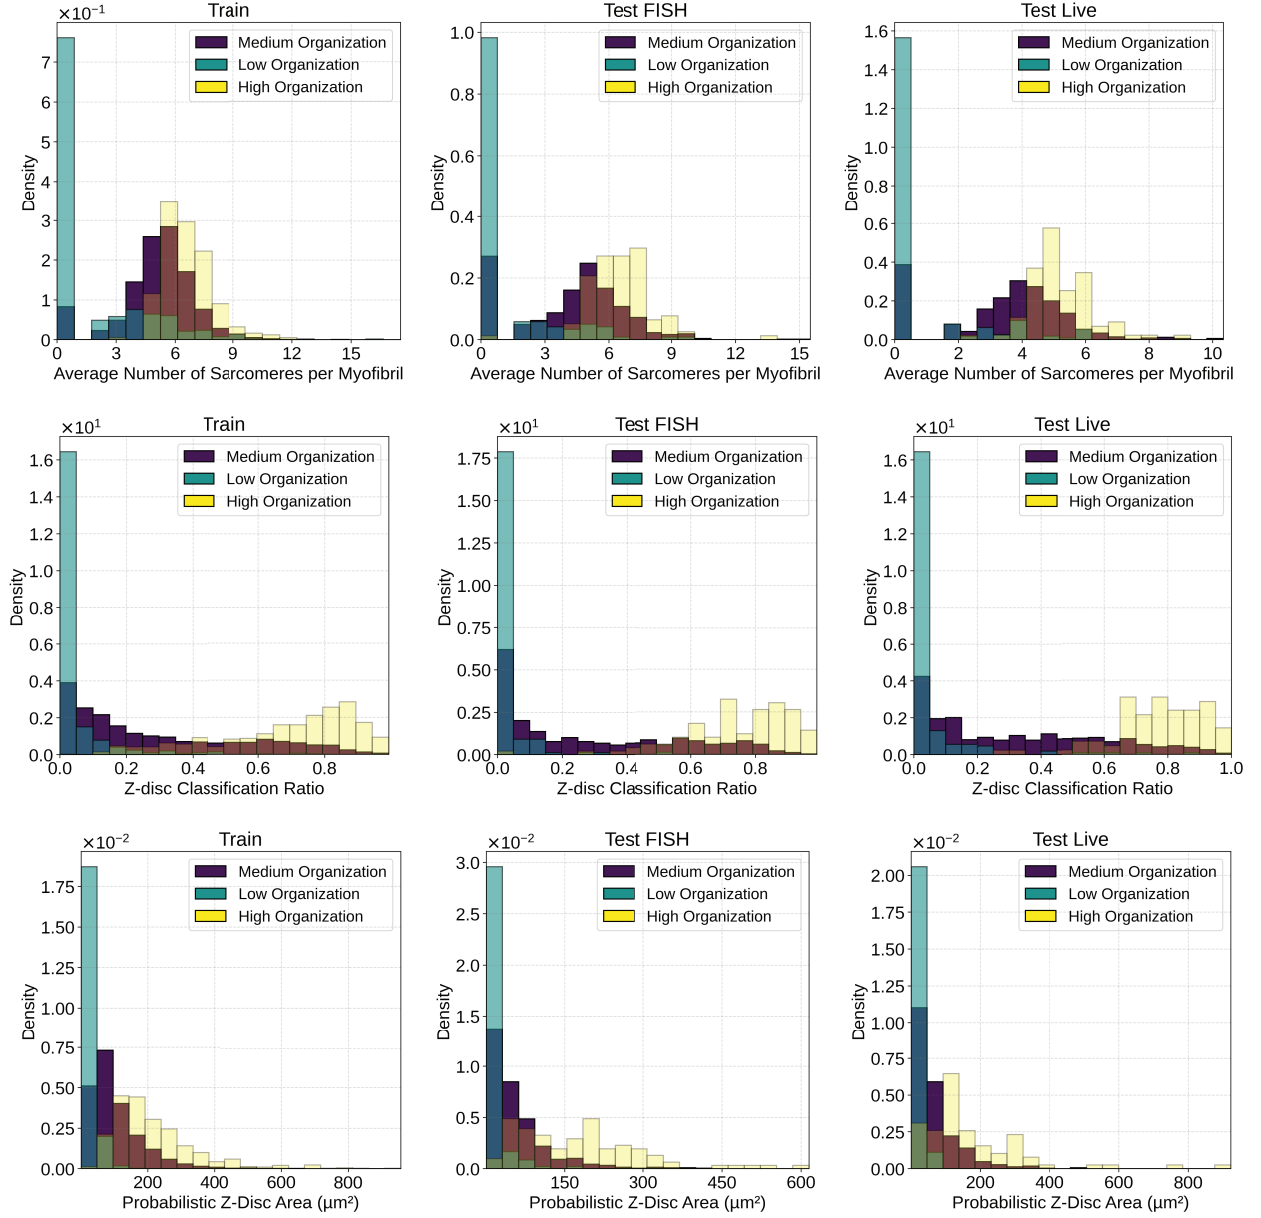 Train
×10⁻¹
Medium Organization
Low Organization
High Organization
7
6
5
4
3
2
1
0
Density
0 3 6 9 12 15
Average Number of Sarcomeres per Myofibril
Test FISH
Medium Organization
Low Organization
High Organization
1.0
0.8
0.6
0.4
0.2
0.0
Density
0 3 6 9 12 15
Average Number of Sarcomeres per Myofibril
Test Live
Medium Organization
Low Organization
High Organization
1.6
1.4
1.2
1.0
0.8
0.6
0.4
0.2
0.0
Density
0 2 4 6 8 10
Average Number of Sarcomeres per Myofibril
Train
×10¹
Medium Organization
Low Organization
High Organization
1.6
1.4
1.2
1.0
0.8
0.6
0.4
0.2
0.0
Density
0.0 0.2 0.4 0.6 0.8
Z-disc Classification Ratio
Test FISH
×10¹
Medium Organization
Low Organization
High Organization
1.75
1.50
1.25
1.00
0.75
0.50
0.25
0.00
Density
0.0 0.2 0.4 0.6 0.8
Z-disc Classification Ratio
Test Live
×10¹
Medium Organization
Low Organization
High Organization
1.6
1.4
1.2
1.0
0.8
0.6
0.4
0.2
0.0
Density
0.0 0.2 0.4 0.6 0.8 1.0
Z-disc Classification Ratio
Train
×10⁻²
Medium Organization
Low Organization
High Organization
1.75
1.50
1.25
1.00
0.75
0.50
0.25
0.00
Density
200 400 600 800
Probabilistic Z-Disc Area (μm²)
Test FISH
×10⁻²
Medium Organization
Low Organization
High Organization
3.0
2.5
2.0
1.5
1.0
0.5
0.0
Density
150 300 450 600
Probabilistic Z-Disc Area (μm²)
Test Live
×10⁻²
Medium Organization
Low Organization
High Organization
2.00
1.75
1.50
1.25
1.00
0.75
0.50
0.25
0.00
Density
200 400 600 800
Probabilistic Z-Disc Area (μm²)